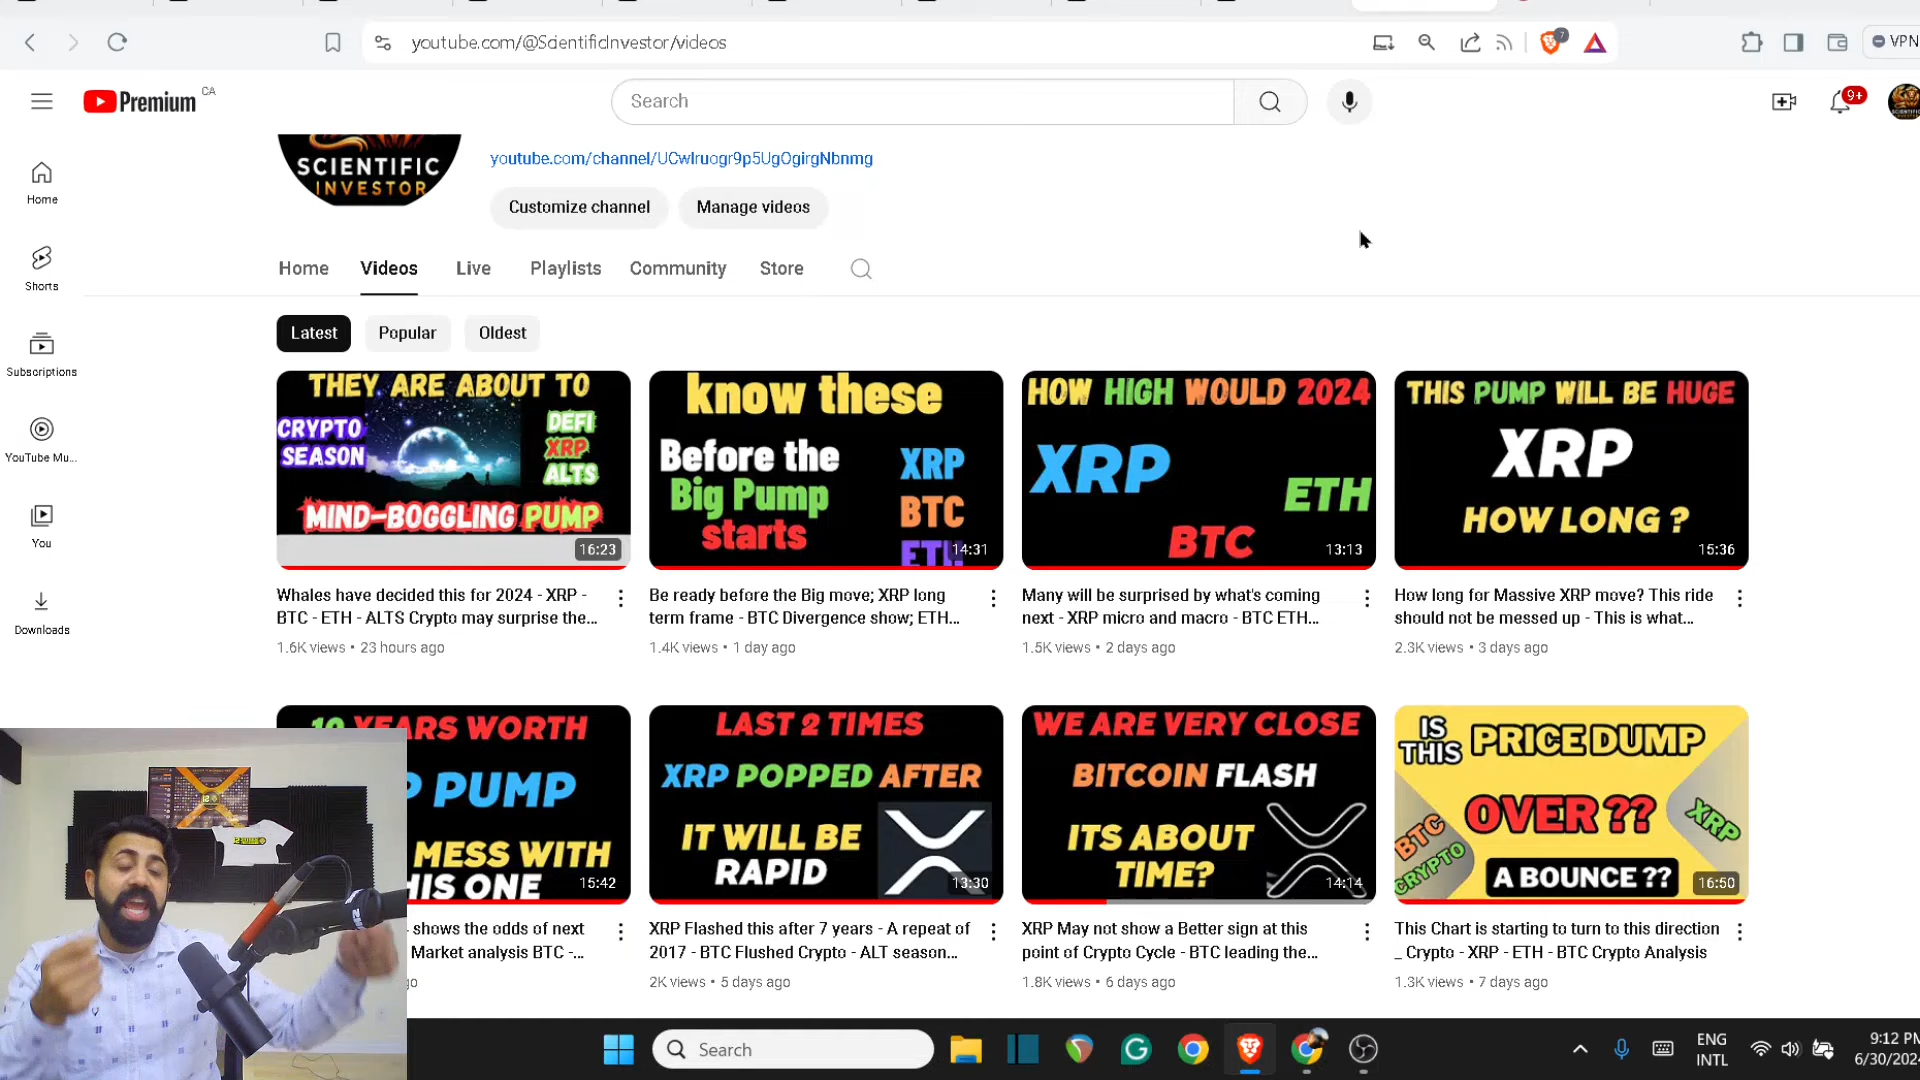 youtube.com/@ScientificInvestor/videos
7
VPN
Premium
CA
Search
9+
SCIENTIFIC
INVESTOR
youtube.com/channel/UCwlruogr9p5UgOgirgNbnmg
Customize channel
Manage videos
Home
Shorts
Subscriptions
YouTube Mu...
You
Downloads
Home
Videos
Live
Playlists
Community
Store
Latest
Popular
Oldest
THEY ARE ABOUT TO
CRYPTO
SEASON
DEFI
XRP
ALTS
MIND-BOGGLING PUMP
16:23
know these
Before the
Big Pump
starts
XRP
BTC
ETH
14:31
HOW HIGH WOULD 2024
XRP
ETH
BTC
13:13
THIS PUMP WILL BE HUGE
XRP
HOW LONG ?
15:36
Whales have decided this for 2024 - XRP -
BTC - ETH - ALTS Crypto may surprise the...
1.6K views • 23 hours ago
Be ready before the Big move; XRP long
term frame - BTC Divergence show; ETH...
1.4K views • 1 day ago
Many will be surprised by what's coming
next - XRP micro and macro - BTC ETH...
1.5K views • 2 days ago
How long for Massive XRP move? This ride
should not be messed up - This is what...
2.3K views • 3 days ago
10 YEARS WORTH
PUMP
MESS WITH
THIS ONE
15:42
LAST 2 TIMES
XRP POPPED AFTER
IT WILL BE
RAPID
13:30
WE ARE VERY CLOSE
BITCOIN FLASH
ITS ABOUT
TIME?
14:14
IS
THIS
PRICE DUMP
OVER ??
BTC
CRYPTO
XRP
A BOUNCE ??
16:50
shows the odds of next
Market analysis BTC -...
go
XRP Flashed this after 7 years - A repeat of
2017 - BTC Flushed Crypto - ALT season...
2K views • 5 days ago
XRP May not show a Better sign at this
point of Crypto Cycle - BTC leading the...
1.8K views • 6 days ago
This Chart is starting to turn to this direction
_ Crypto - XRP - ETH - BTC Crypto Analysis
1.3K views • 7 days ago
Search
ENG
INTL
9:12 PM
6/30/202